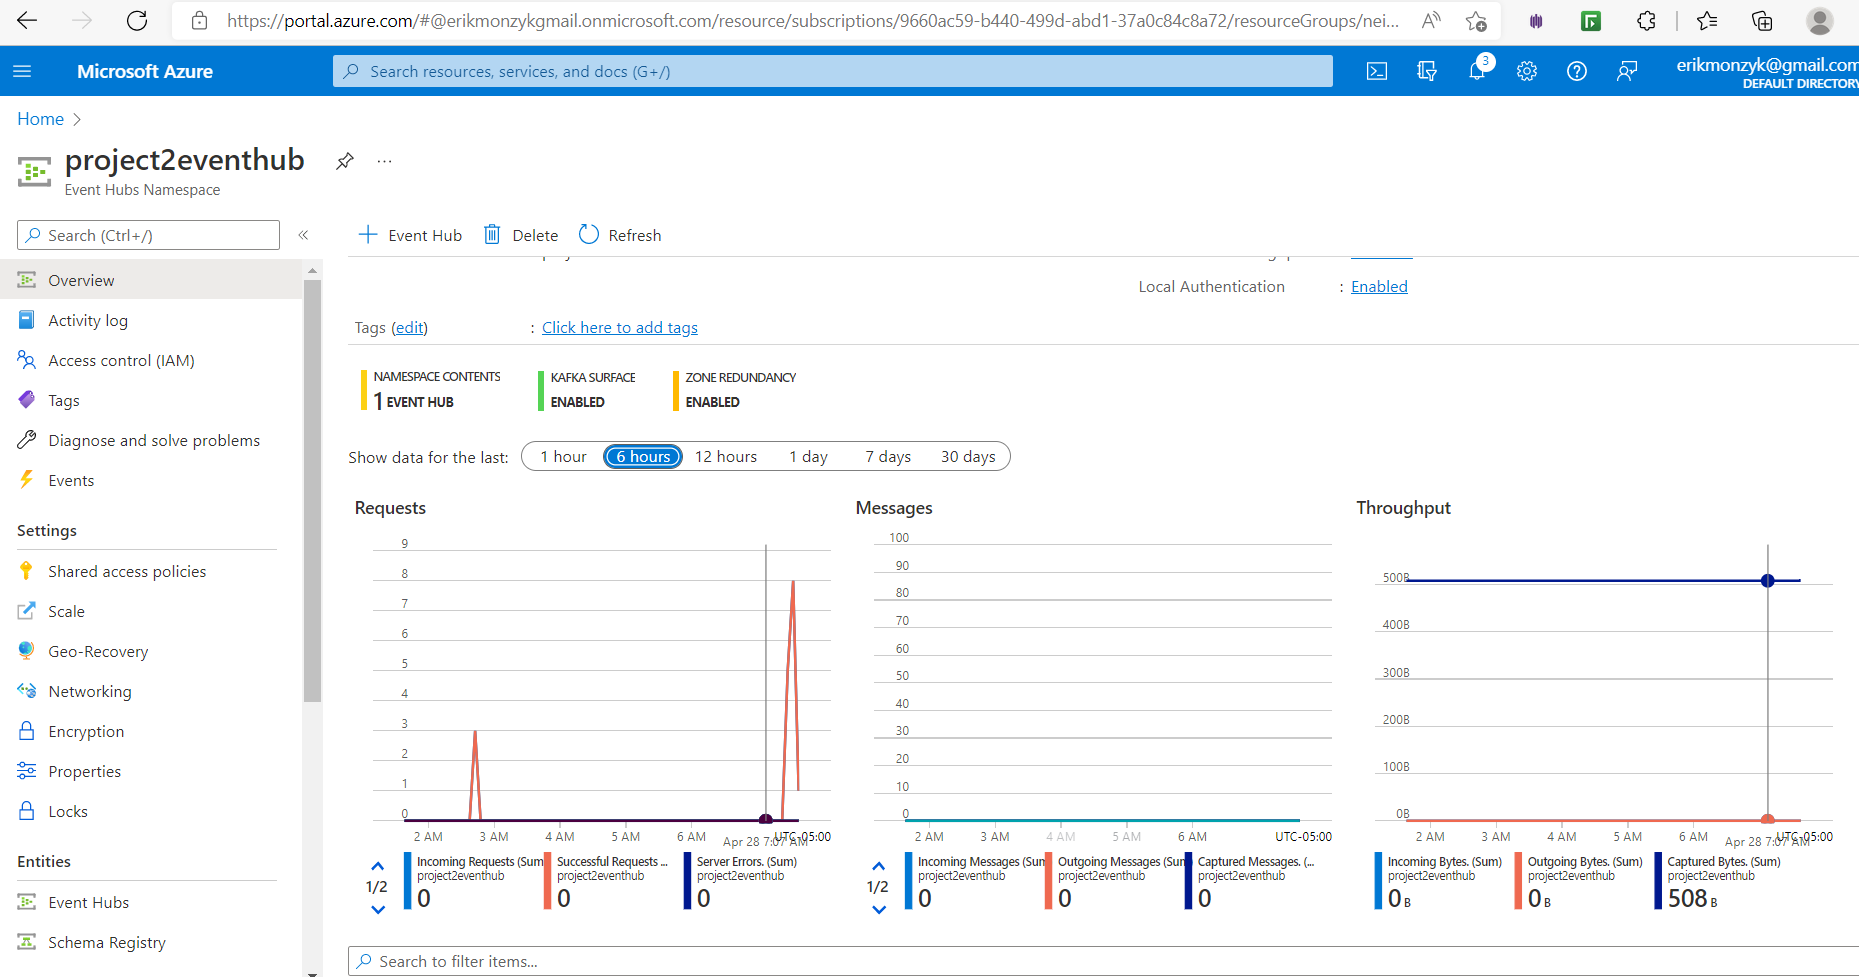 https://portal.azure.com/#@erikmonzykgmail.onmicrosoft.com/resource/subscriptions/9660ac59-b440-499d-abd1-37a0c84c8a72/resourceGroups/nei...
Microsoft Azure
Search resources, services, and docs (G+/)
3
erikmonzyk@gmail.com
DEFAULT DIRECTORY
Home >
project2eventhub
...
Event Hubs Namespace
Search (Ctrl+/)
«
Event Hub
Delete
Refresh
Overview
Activity log
Access control (IAM)
Tags
Diagnose and solve problems
Events
Settings
Shared access policies
Scale
Geo-Recovery
Networking
Encryption
Properties
Locks
Entities
Event Hubs
Schema Registry
Local Authentication : Enabled
Tags (edit) : Click here to add tags
NAMESPACE CONTENTS
1 EVENT HUB
KAFKA SURFACE
ENABLED
ZONE REDUNDANCY
ENABLED
Show data for the last: 1 hour 6 hours 12 hours 1 day 7 days 30 days
Requests
9
8
7
6
5
4
3
2
1
0
2 AM 3 AM 4 AM 5 AM 6 AM Apr 28 7:07 AM UTC-05:00
1/2
Incoming Requests (Sum)
project2eventhub
0
Successful Requests ...
project2eventhub
0
Server Errors. (Sum)
project2eventhub
0
Messages
100
90
80
70
60
50
40
30
20
10
0
2 AM 3 AM 4 AM 5 AM 6 AM UTC-05:00
1/2
Incoming Messages (Sum
project2eventhub
0
Outgoing Messages (Sum
project2eventhub
0
Captured Messages. (...
project2eventhub
0
Throughput
500B
400B
300B
200B
100B
0B
2 AM 3 AM 4 AM 5 AM 6 AM Apr 28 7:07 AM UTC-05:00
Incoming Bytes. (Sum)
project2eventhub
0 B
Outgoing Bytes. (Sum)
project2eventhub
0 B
Captured Bytes. (Sum)
project2eventhub
508 B
Search to filter items...